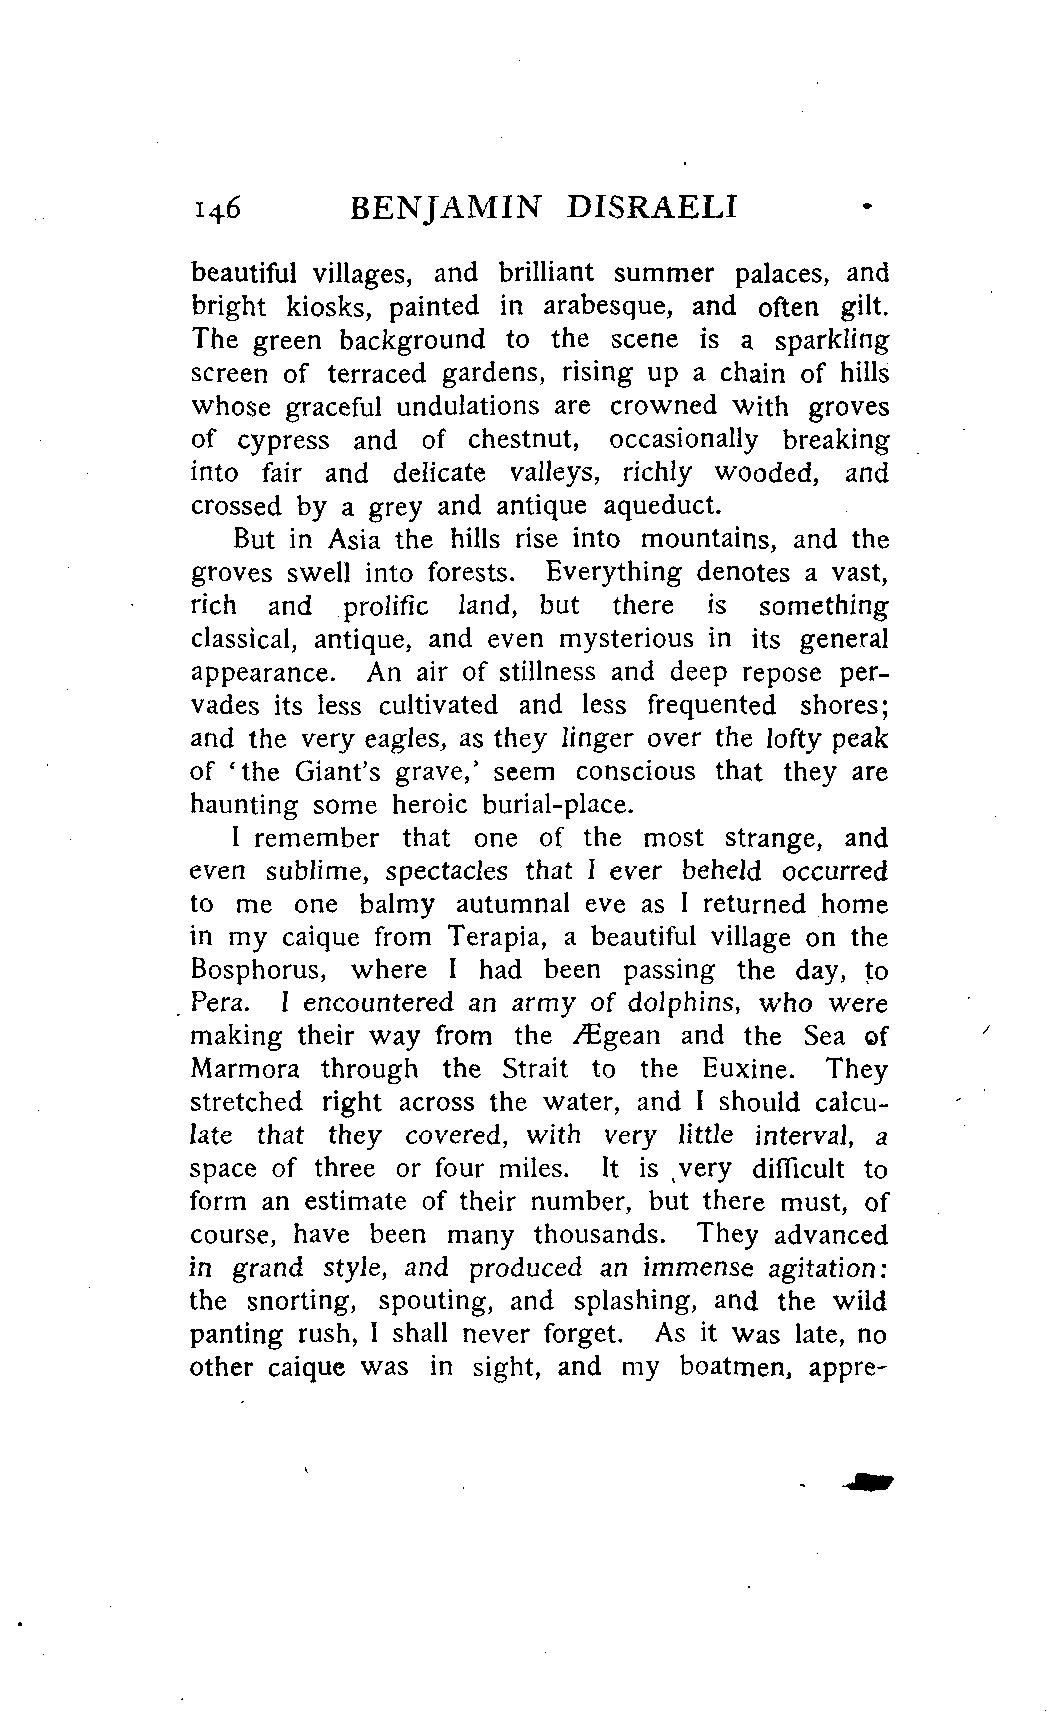 146 BENJAMIN DISRAELI
beautiful villages, and brilliant summer palaces, and
bright kiosks, painted in arabesque, and often gilt.
The green background to the scene is a sparkling
screen of terraced gardens, rising up a chain of hills
whose graceful undulations are crowned with groves
of cypress and of chestnut, occasionally breaking
into fair and delicate valleys, richly wooded, and
crossed by a grey and antique aqueduct.
But in Asia the hills rise into mountains, and the
groves swell into forests. Everything denotes a vast,
rich and prolific land, but there is something
classical, antique, and even mysterious in its general
appearance. An air of stillness and deep repose per-
vades its less cultivated and less frequented shores;
and the very eagles, as they linger over the lofty peak
of ‘the Giant’s grave,’ seem conscious that they are
haunting some heroic burial-place.
I remember that one of the most strange, and
even sublime, spectacles that I ever beheld occurred
to me one balmy autumnal eve as I returned home
in my caique from Terapia, a beautiful village on the
Bosphorus, where I had been passing the day, to
Pera. I encountered an army of dolphins, who were
making their way from the Ægean and the Sea of
Marmora through the Strait to the Euxine. They
stretched right across the water, and I should calcu-
late that they covered, with very little interval, a
space of three or four miles. It is very difficult to
form an estimate of their number, but there must, of
course, have been many thousands. They advanced
in grand style, and produced an immense agitation:
the snorting, spouting, and splashing, and the wild
panting rush, I shall never forget. As it was late, no
other caique was in sight, and my boatmen, appre-